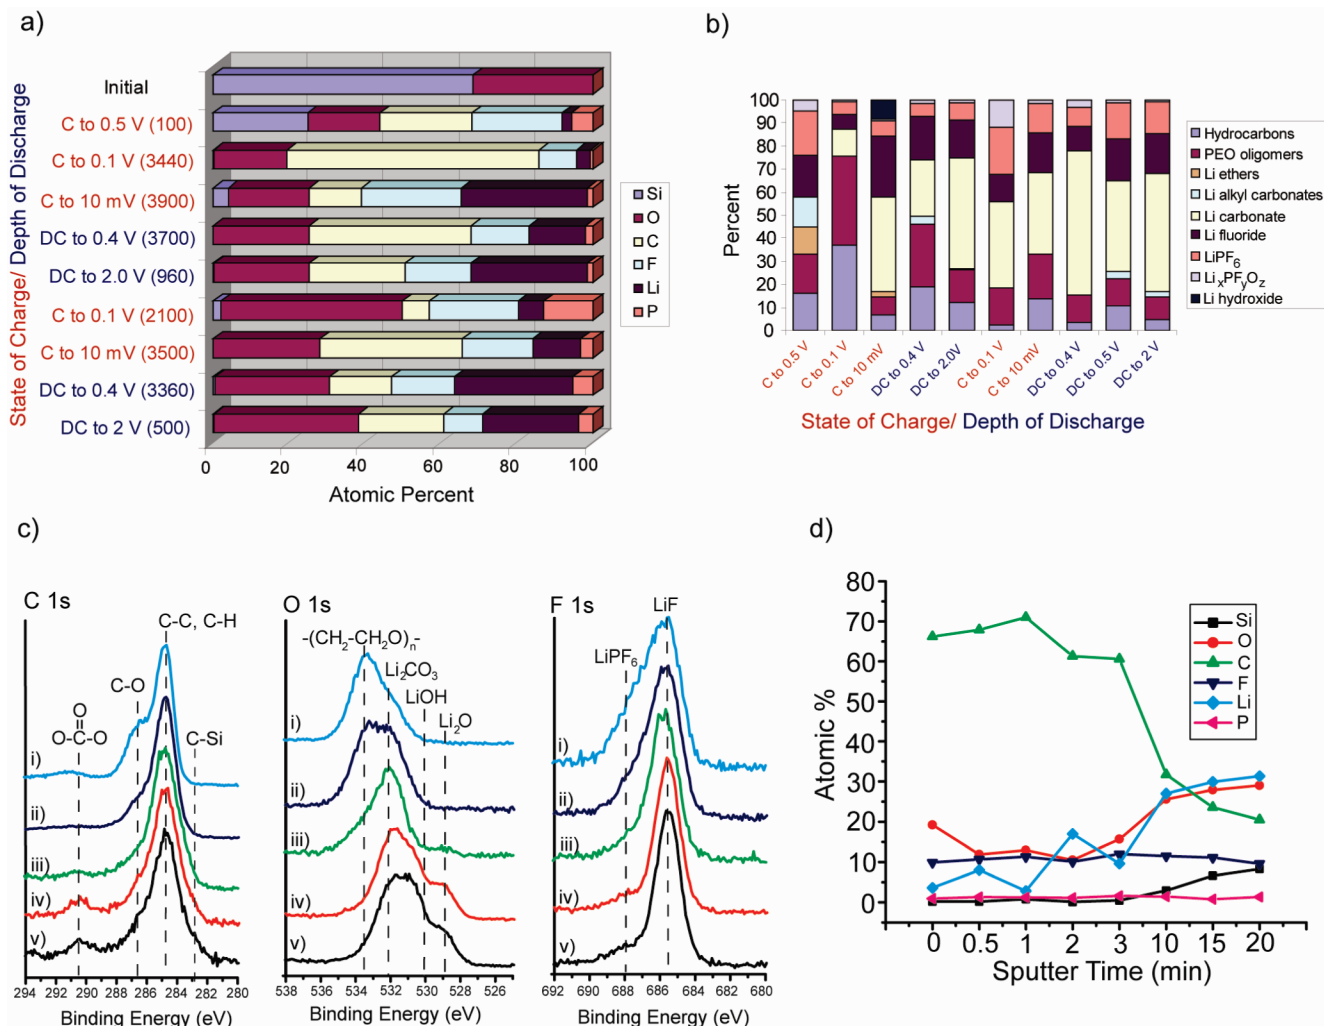 a)
State of Charge/ Depth of Discharge
Initial
C to 0.5 V (100)
C to 0.1 V (3440)
C to 10 mV (3900)
DC to 0.4 V (3700)
DC to 2.0 V (960)
C to 0.1 V (2100)
C to 10 mV (3500)
DC to 0.4 V (3360)
DC to 2 V (500)
0 20 40 60 80 100
Atomic Percent
Si
O
C
F
Li
P
b)
Percent
100
90
80
70
60
50
40
30
20
10
0
C to 0.5 V
C to 0.1 V
C to 10 mV
DC to 0.4 V
DC to 2.0V
C to 0.1 V
C to 10 mV
DC to 0.4 V
DC to 0.5 V
DC to 2 V
State of Charge/ Depth of Discharge
Hydrocarbons
PEO oligomers
Li ethers
Li alkyl carbonates
Li carbonate
Li fluoride
LiPF6
LixPFyOz
Li hydroxide
c)
C 1s
C-C, C-H
C-O
O
O-C-O
C-Si
i)
ii)
iii)
iv)
v)
294 290 286 284 282 280
Binding Energy (eV)
O 1s
-(CH2-CH2O)n-
Li2CO3
LiOH
Li2O
i)
ii)
iii)
iv)
v)
538 536 534 532 530 528 526
Binding Energy (eV)
F 1s
LiF
LiPF6
i)
ii)
iii)
iv)
v)
692 690 688 686 684 682 680
Binding Energy (eV)
d)
Atomic %
80
70
60
50
40
30
20
10
0
0 0.5 1 2 3 10 15 20
Sputter Time (min)
Si
O
C
F
Li
P